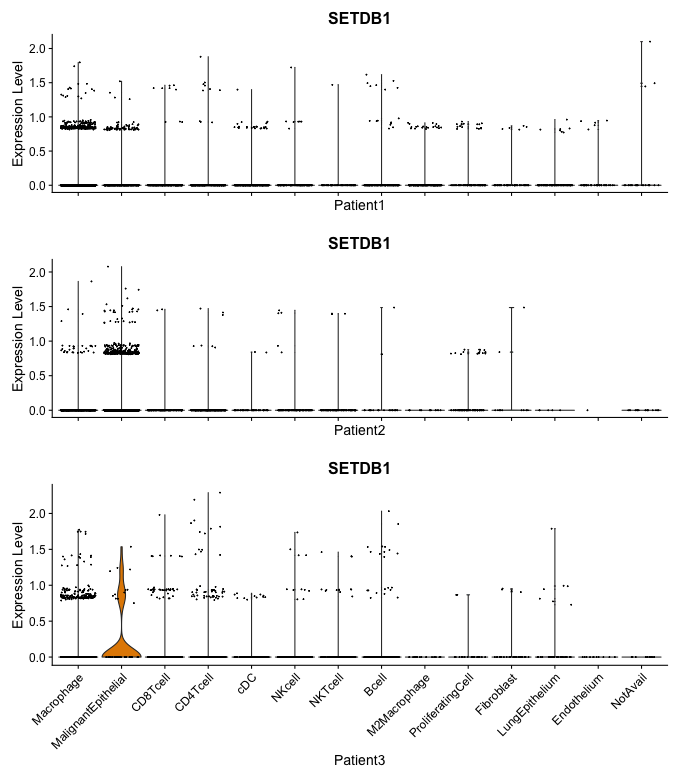 SETDB1
Expression Level
2.0
1.5
1.0
0.5
0.0
Patient1
SETDB1
Expression Level
2.0
1.5
1.0
0.5
0.0
Patient2
SETDB1
Expression Level
2.0
1.5
1.0
0.5
0.0
Macrophage
MalignantEpithelial
CD8Tcell
CD4Tcell
cDC
NKcell
NKTcell
Bcell
M2Macrophage
ProliferatingCell
Fibroblast
LungEpithelium
Endothelium
NotAvail
Patient3